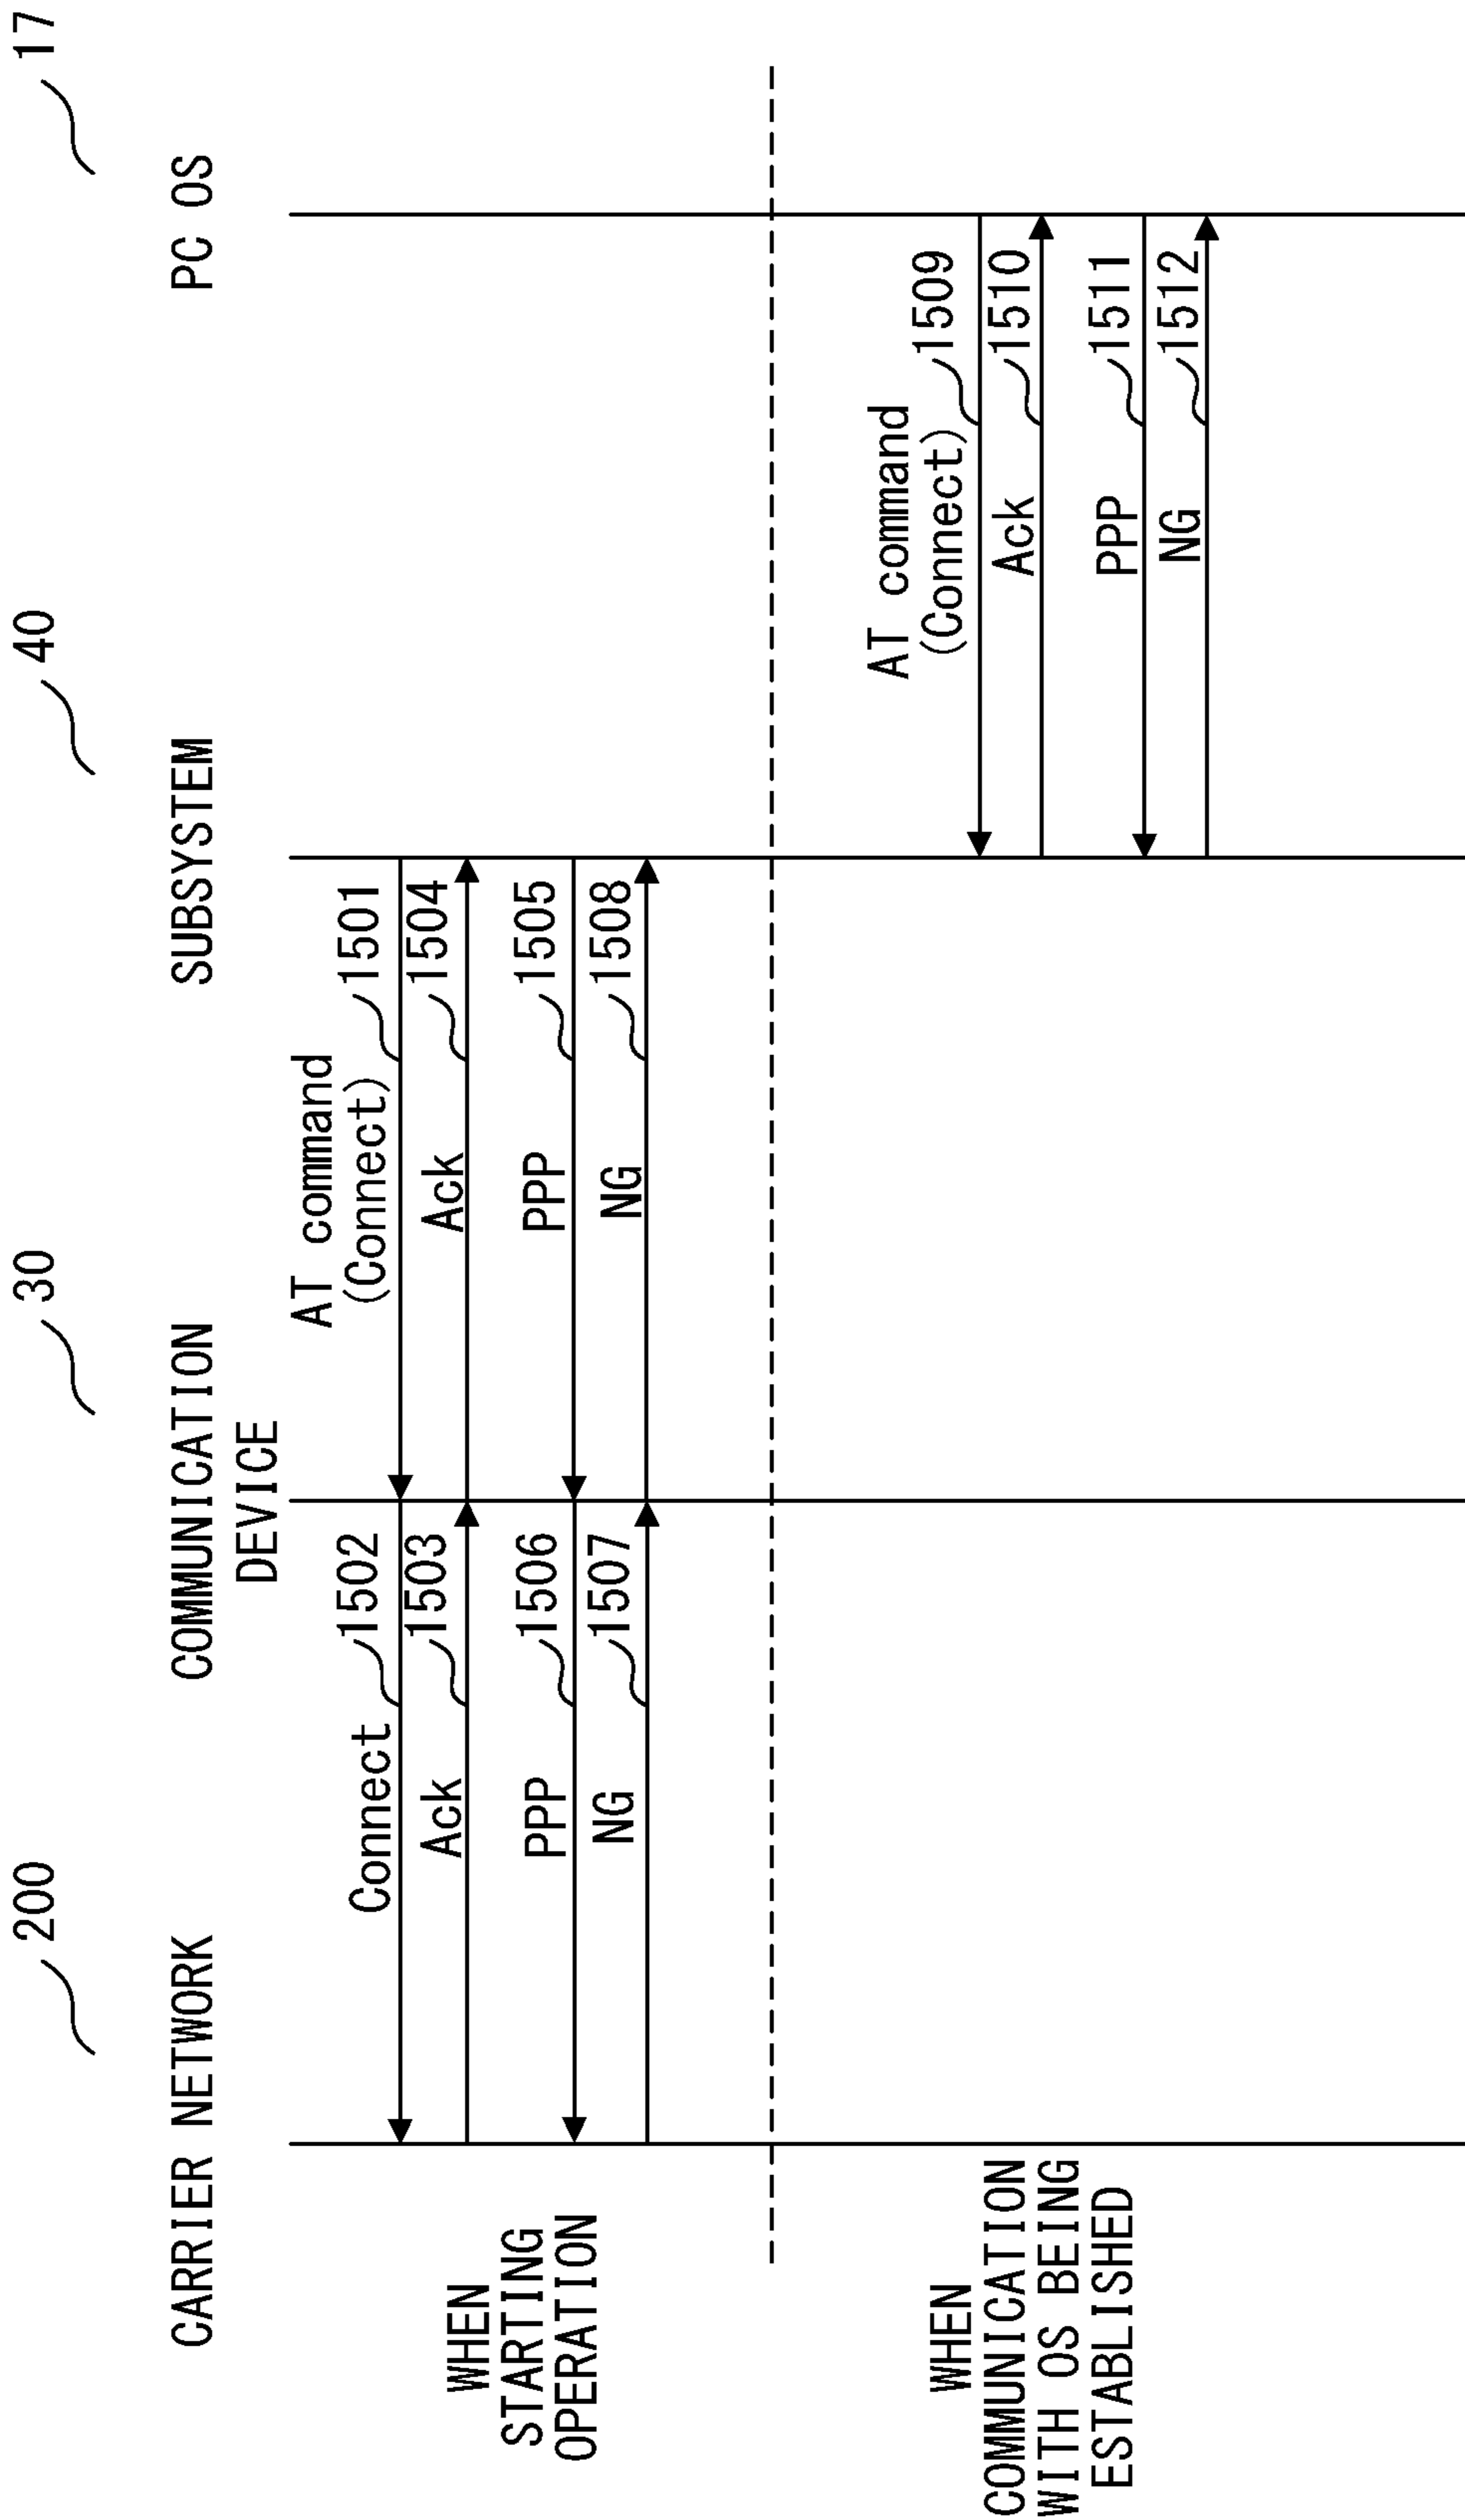 200
30
40
17
CARRIER NETWORK
COMMUNICATION
DEVICE
SUBSYSTEM
PC OS
WHEN
STARTING
OPERATION
Connect
1502
AT command
(Connect)
1501
Ack
1503
Ack
1504
PPP
1506
PPP
1505
NG
1507
NG
1508
WHEN
COMMUNICATION
WITH OS BEING
ESTABLISHED
AT command
(Connect)
1509
Ack
1510
PPP
1511
NG
1512